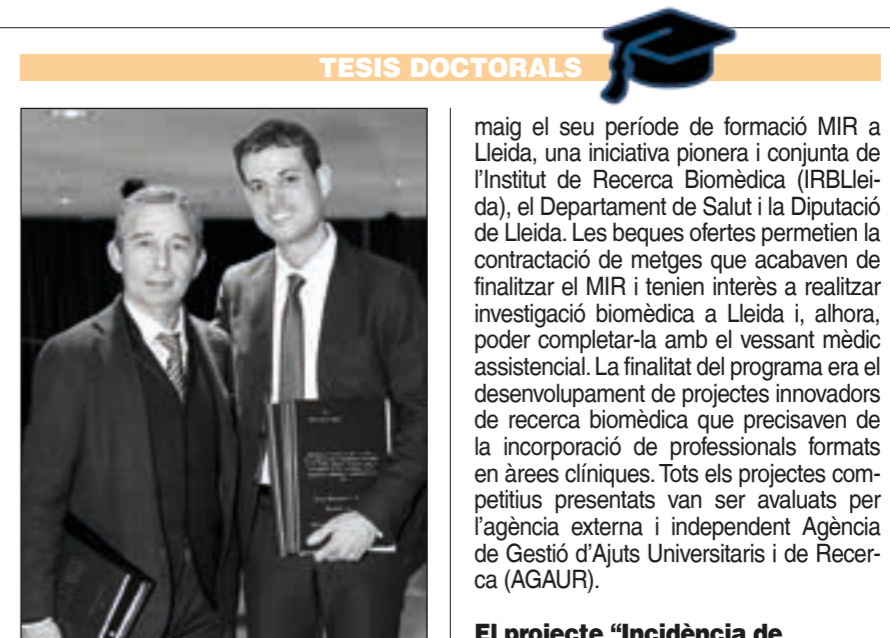 TESIS DOCTORALS
maig el seu període de formació MIR a
Lleida, una iniciativa pionera i conjunta de
l'Institut de Recerca Biomèdica (IRBLlei-
da), el Departament de Salut i la Diputació
de Lleida. Les beques ofertes permetien la
contractació de metges que acabaven de
finalitzar el MIR i tenien interès a realitzar
investigació biomèdica a Lleida i, alhora,
poder completar-la amb el vessant mèdic
assistencial. La finalitat del programa era el
desenvolupament de projectes innovadors
de recerca biomèdica que precisaven de
la incorporació de professionals formats
en àrees clíniques. Tots els projectes com-
petitius presentats van ser avaluats per
l'agència externa i independent Agència
de Gestió d'Ajuts Universitaris i de Recer-
ca (AGAUR).
El projecte “Incidència de